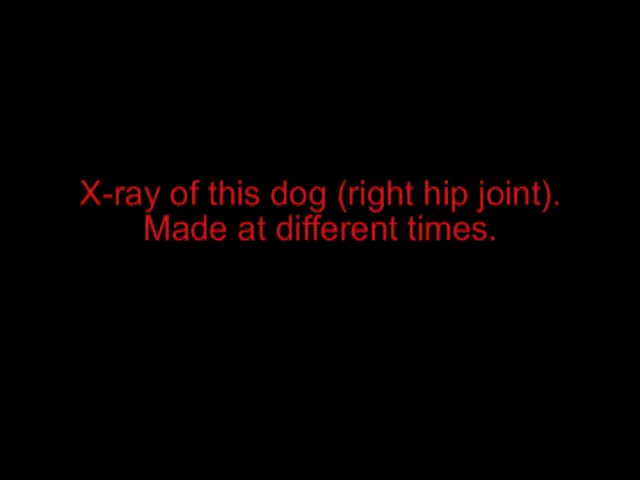 X-ray of this dog (right hip joint).
Made at different times.